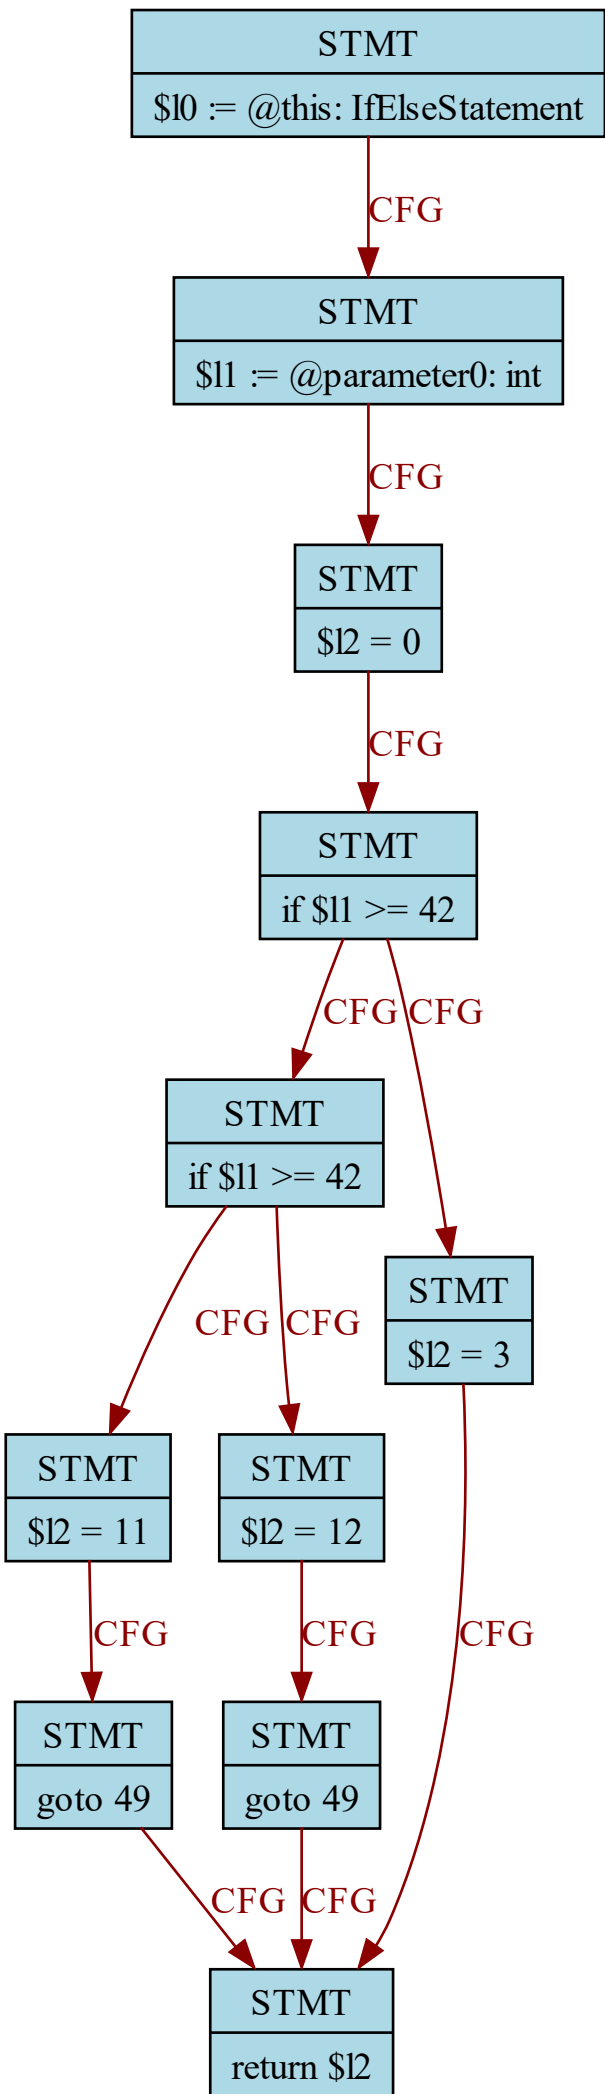 STMT
$l0 := @this: IfElseStatement
CFG
STMT
$l1 := @parameter0: int
CFG
STMT
$l2 = 0
CFG
STMT
if $l1 >= 42
CFG
CFG
STMT
if $l1 >= 42
CFG
CFG
STMT
$l2 = 3
STMT
$l2 = 11
STMT
$l2 = 12
CFG
CFG
CFG
STMT
goto 49
STMT
goto 49
CFG
CFG
STMT
return $l2